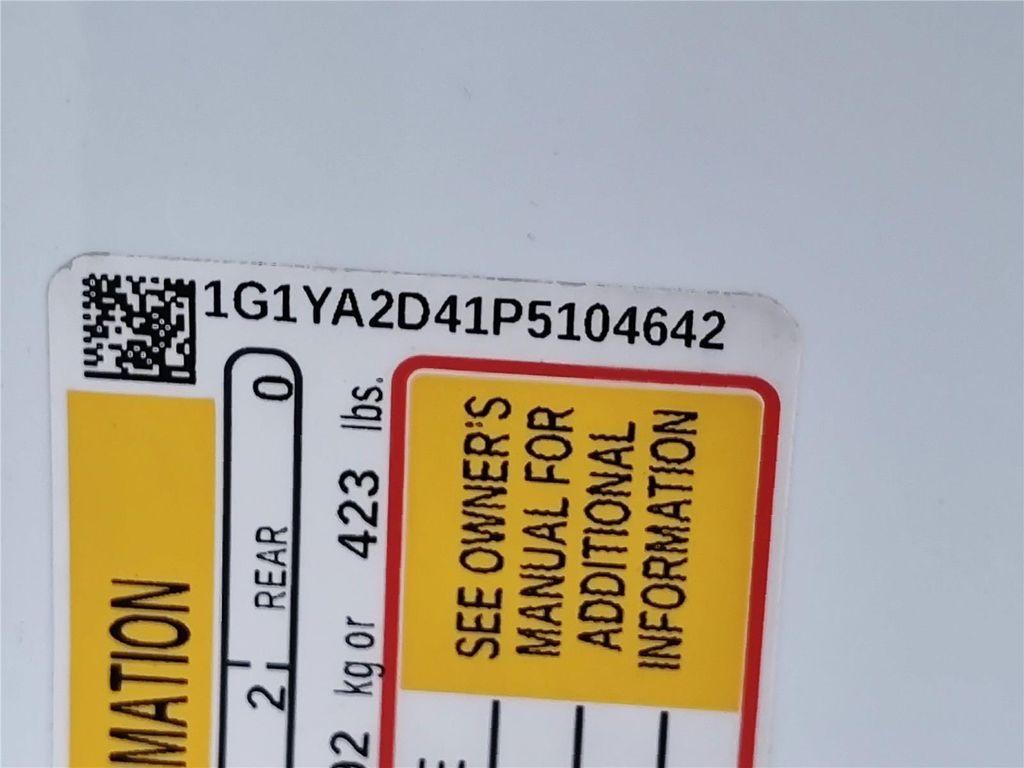 1G1YA2D41P5104642
MATION
2 REAR 0
92 kg or 423 lbs.
SEE OWNER'S
MANUAL FOR
ADDITIONAL
INFORMATION